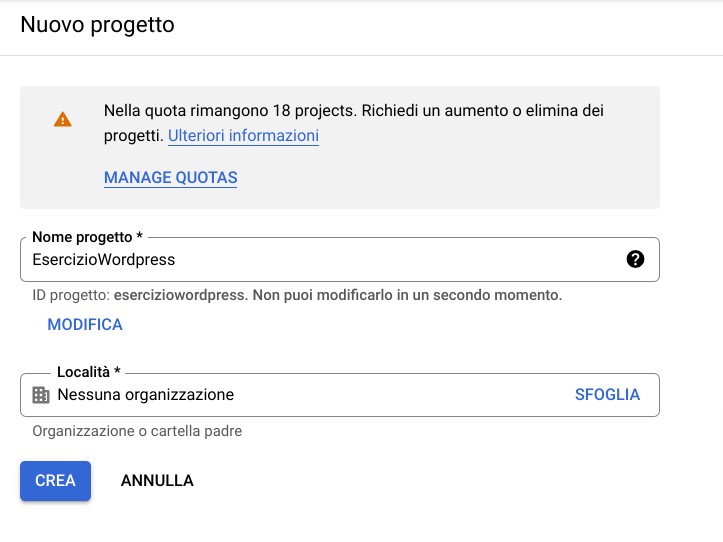 Nuovo progetto
Nella quota rimangono 18 projects. Richiedi un aumento o elimina dei
progetti. Ulteriori informazioni
MANAGE QUOTAS
Nome progetto *
EsercizioWordpress
ID progetto: eserciziowordpress. Non puoi modificarlo in un secondo momento.
MODIFICA
Località *
Nessuna organizzazione SFOGLIA
Organizzazione o cartella padre
CREA ANNULLA